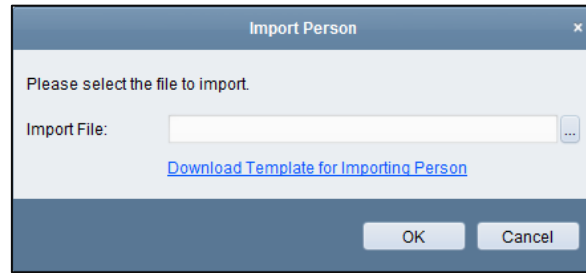 Import Person ×
Please select the file to import.
Import File: ...
Download Template for Importing Person
OK Cancel